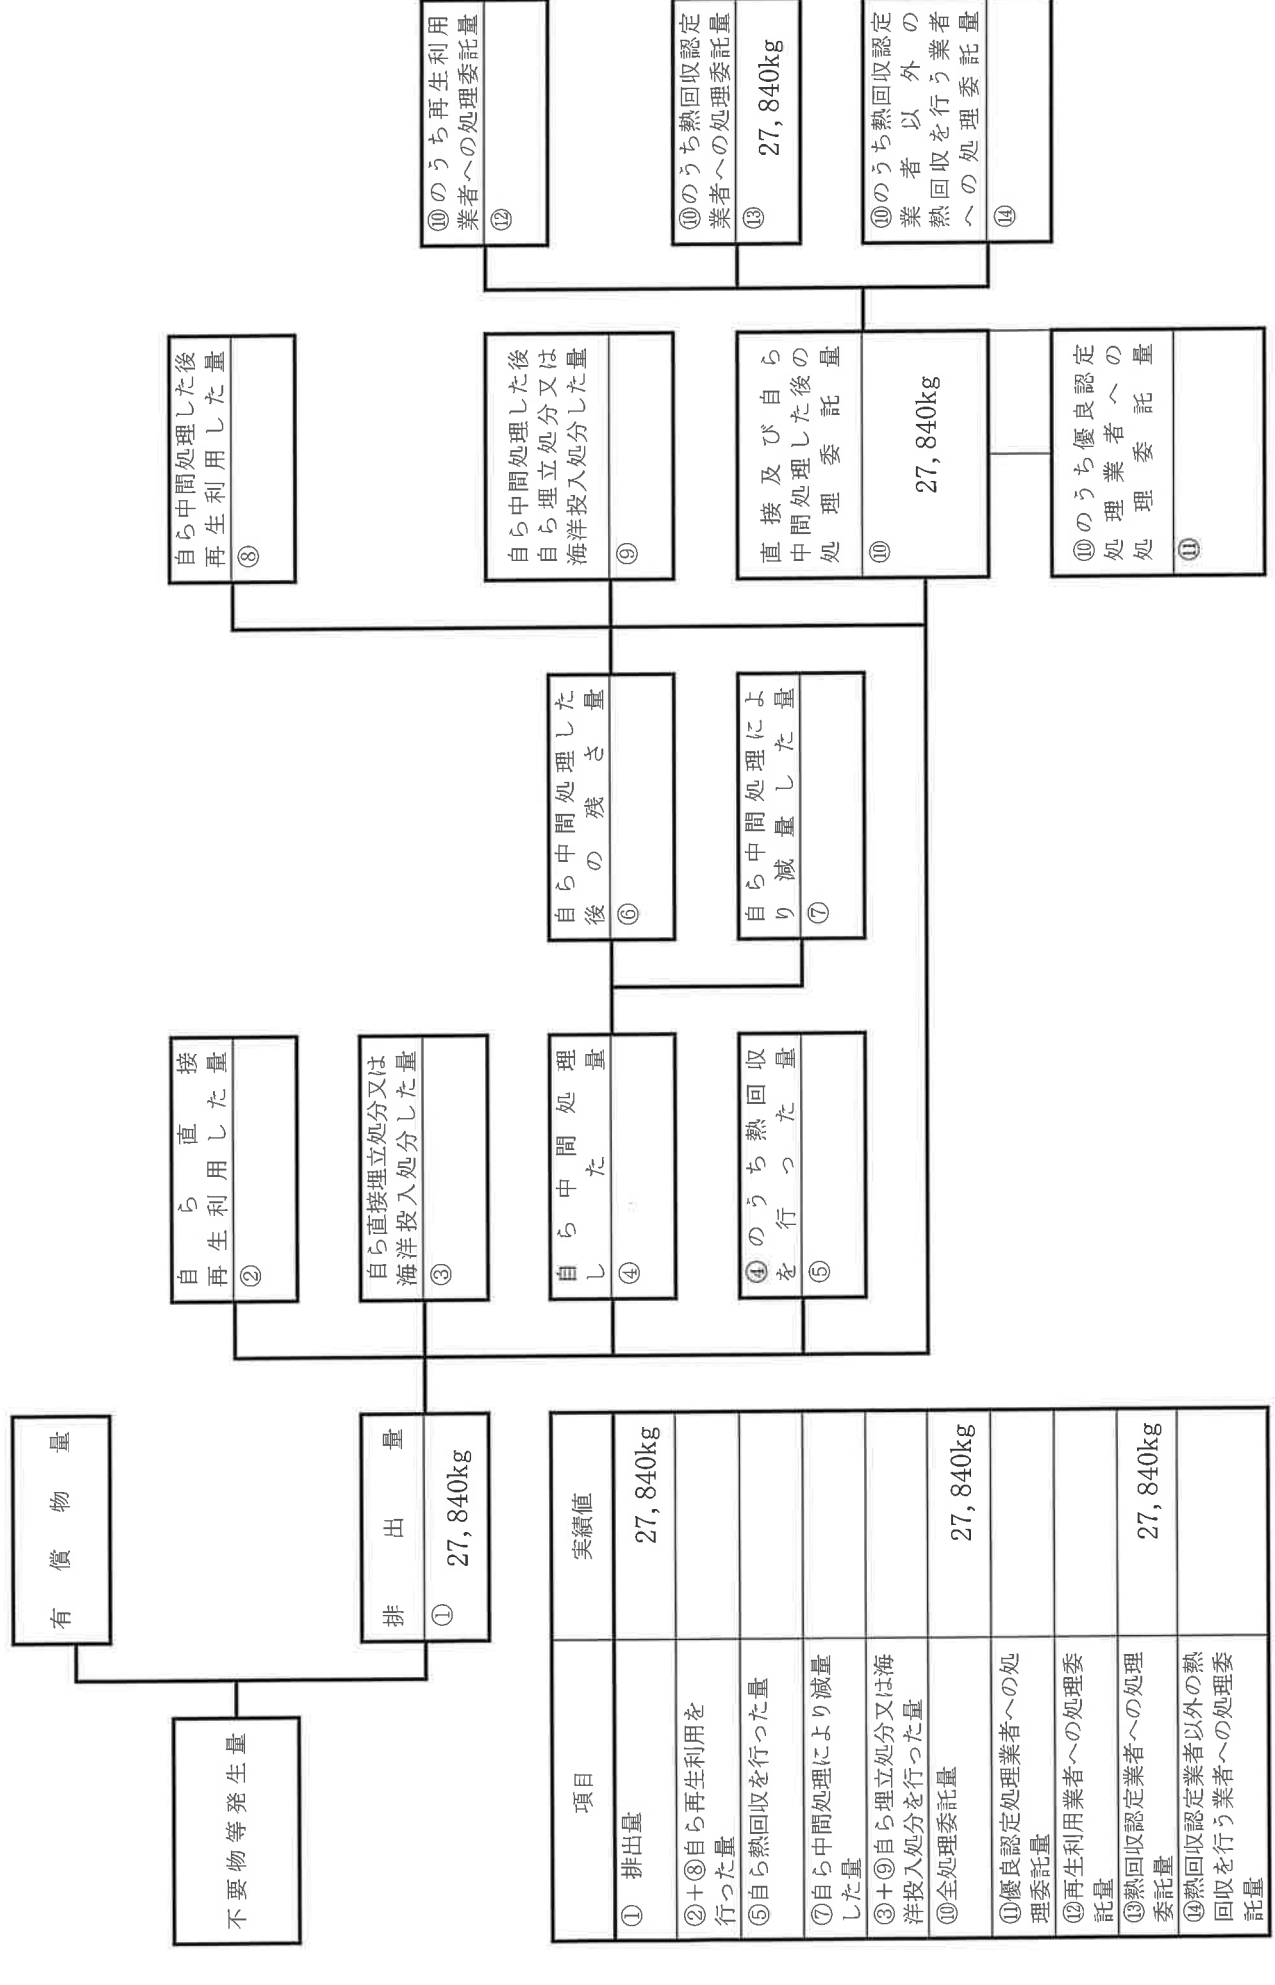 有償物量
不要物等発生量
排出量
① 27,840kg
自ら直接
再生利用した量
②
自ら直接埋立処分又は
海洋投入処分した量
③
自ら中間処理
した量
④
④のうち熱回収
を行った量
⑤
自ら中間処理した
後の残さ量
⑥
自ら中間処理によ
り減量した量
⑦
自ら中間処理した後
再生利用した量
⑧
自ら中間処理した後
自ら埋立処分又は
海洋投入処分した量
⑨
直接及び自ら
中間処理した後の
処理委託量
⑩
27,840kg
⑩のうち優良認定
処理業者への
処理委託量
⑪
⑩のうち再生利用
業者への処理委託量
⑫
⑩のうち熱回収認定
業者への処理委託量
⑬ 27,840kg
⑩のうち熱回収認定
業者以外の
熱回収を行う業者
への処理委託量
⑭
項目 実績値
① 排出量 27,840kg
②+⑧自ら再生利用を
行った量
⑤自ら熱回収を行った量
⑦自ら中間処理により減量
した量
③+⑨自ら埋立処分又は海
洋投入処分を行った量
⑩全処理委託量 27,840kg
⑪優良認定処理業者への処
理委託量
⑫再生利用業者への処理委
託量
⑬熱回収認定業者への処理
委託量 27,840kg
⑭熱回収認定業者以外の熱
回収を行う業者への処理委
託量